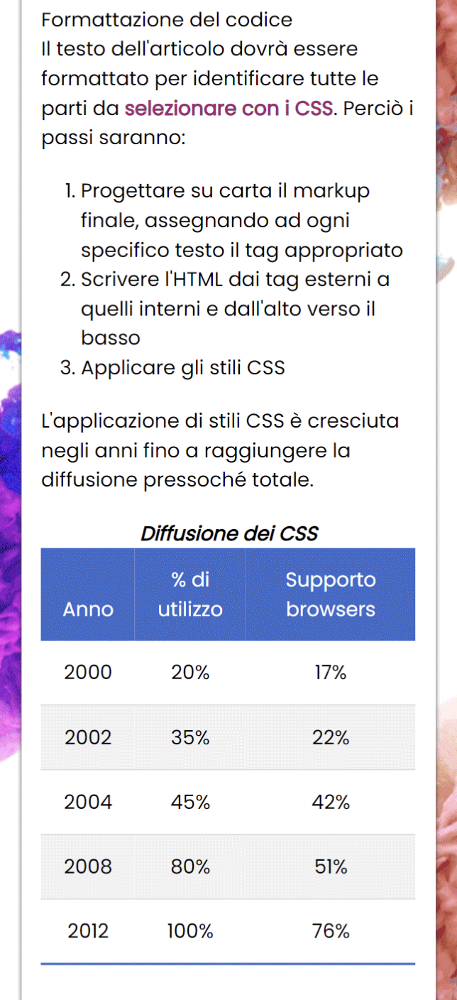 Formattazione del codice
Il testo dell'articolo dovrà essere
formattato per identificare tutte le
parti da selezionare con i CSS. Perciò i
passi saranno:
1. Progettare su carta il markup
finale, assegnando ad ogni
specifico testo il tag appropriato
2. Scrivere l'HTML dai tag esterni a
quelli interni e dall'alto verso il
basso
3. Applicare gli stili CSS
L'applicazione di stili CSS è cresciuta
negli anni fino a raggiungere la
diffusione pressoché totale.
Diffusione dei CSS
Anno % di utilizzo Supporto browsers
2000 20% 17%
2002 35% 22%
2004 45% 42%
2008 80% 51%
2012 100% 76%